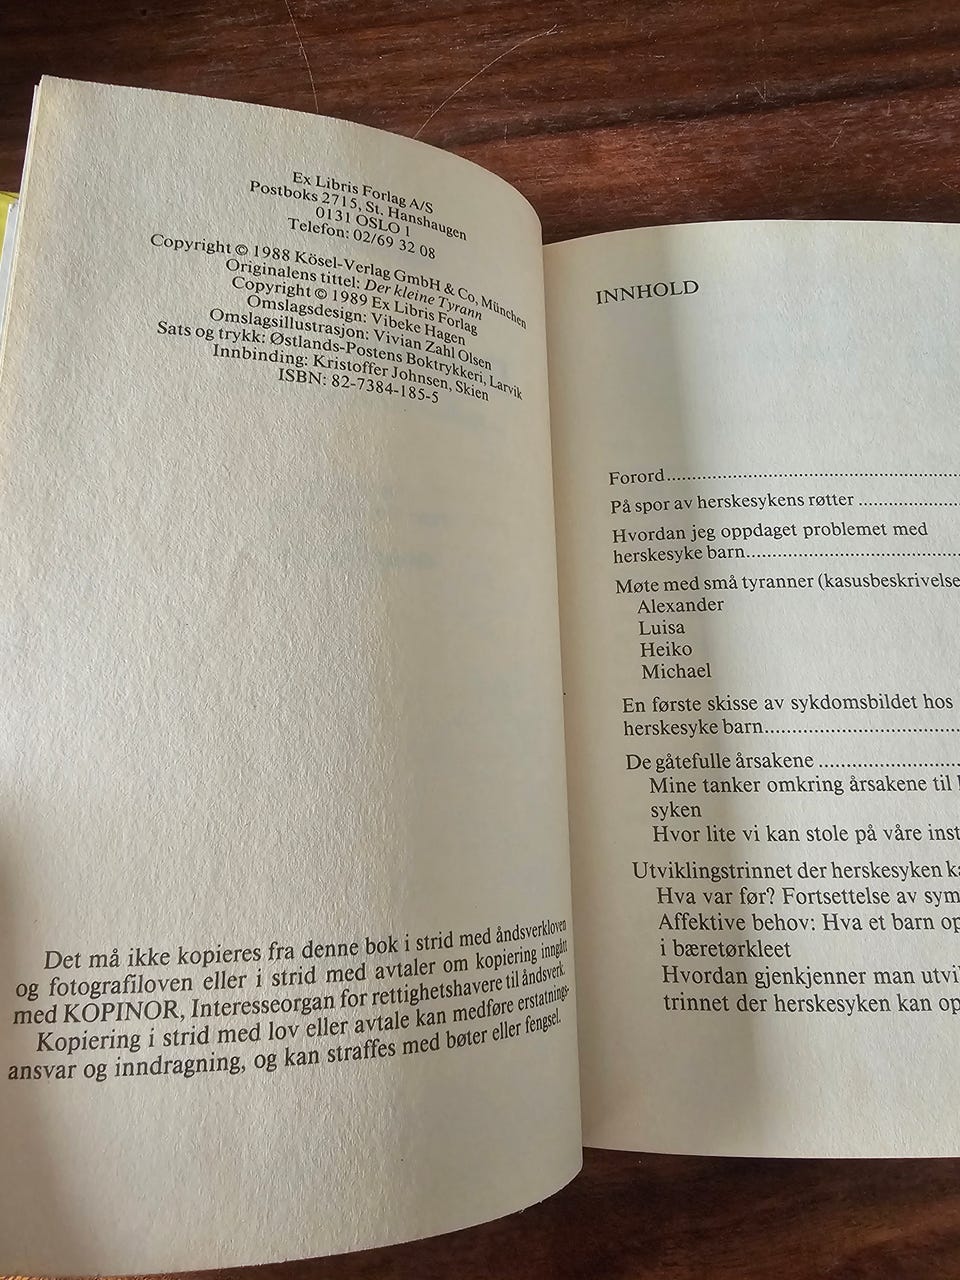 Ex Libris Forlag A/S
Postboks 2715, St. Hanshaugen
0131 OSLO 1
Telefon: 02/69 32 08
Copyright © 1988 Kösel-Verlag GmbH & Co, München
Originalens tittel: Der kleine Tyrann
Copyright © 1989 Ex Libris Forlag
Omslagsdesign: Vibeke Hagen
Omslagsillustrasjon: Vivian Zahl Olsen
Sats og trykk: Østlands-Postens Boktrykkeri, Larvik
Innbinding: Kristoffer Johnsen, Skien
ISBN: 82-7384-185-5
Det må ikke kopieres fra denne bok i strid med åndsverkloven
og fotografiloven eller i strid med avtaler om kopiering inngått
med KOPINOR, Interesseorgan for rettighetshavere til åndsverk.
Kopiering i strid med lov eller avtale kan medføre erstatnings-
ansvar og inndragning, og kan straffes med bøter eller fengsel.
INNHOLD
Forord
På spor av herskesykens røtter
Hvordan jeg oppdaget problemet med
herskesyke barn
Møte med små tyranner (kasusbeskrivelse
Alexander
Luisa
Heiko
Michael
En første skisse av sykdomsbildet hos
herskesyke barn
De gåtefulle årsakene
Mine tanker omkring årsakene til
syken
Hvor lite vi kan stole på våre inst
Utviklingstrinnet der herskesyken ka
Hva var før? Fortsettelse av sym
Affektive behov: Hva et barn op
i bæretørkleet
Hvordan gjenkjenner man utvi
trinnet der herskesyken kan op